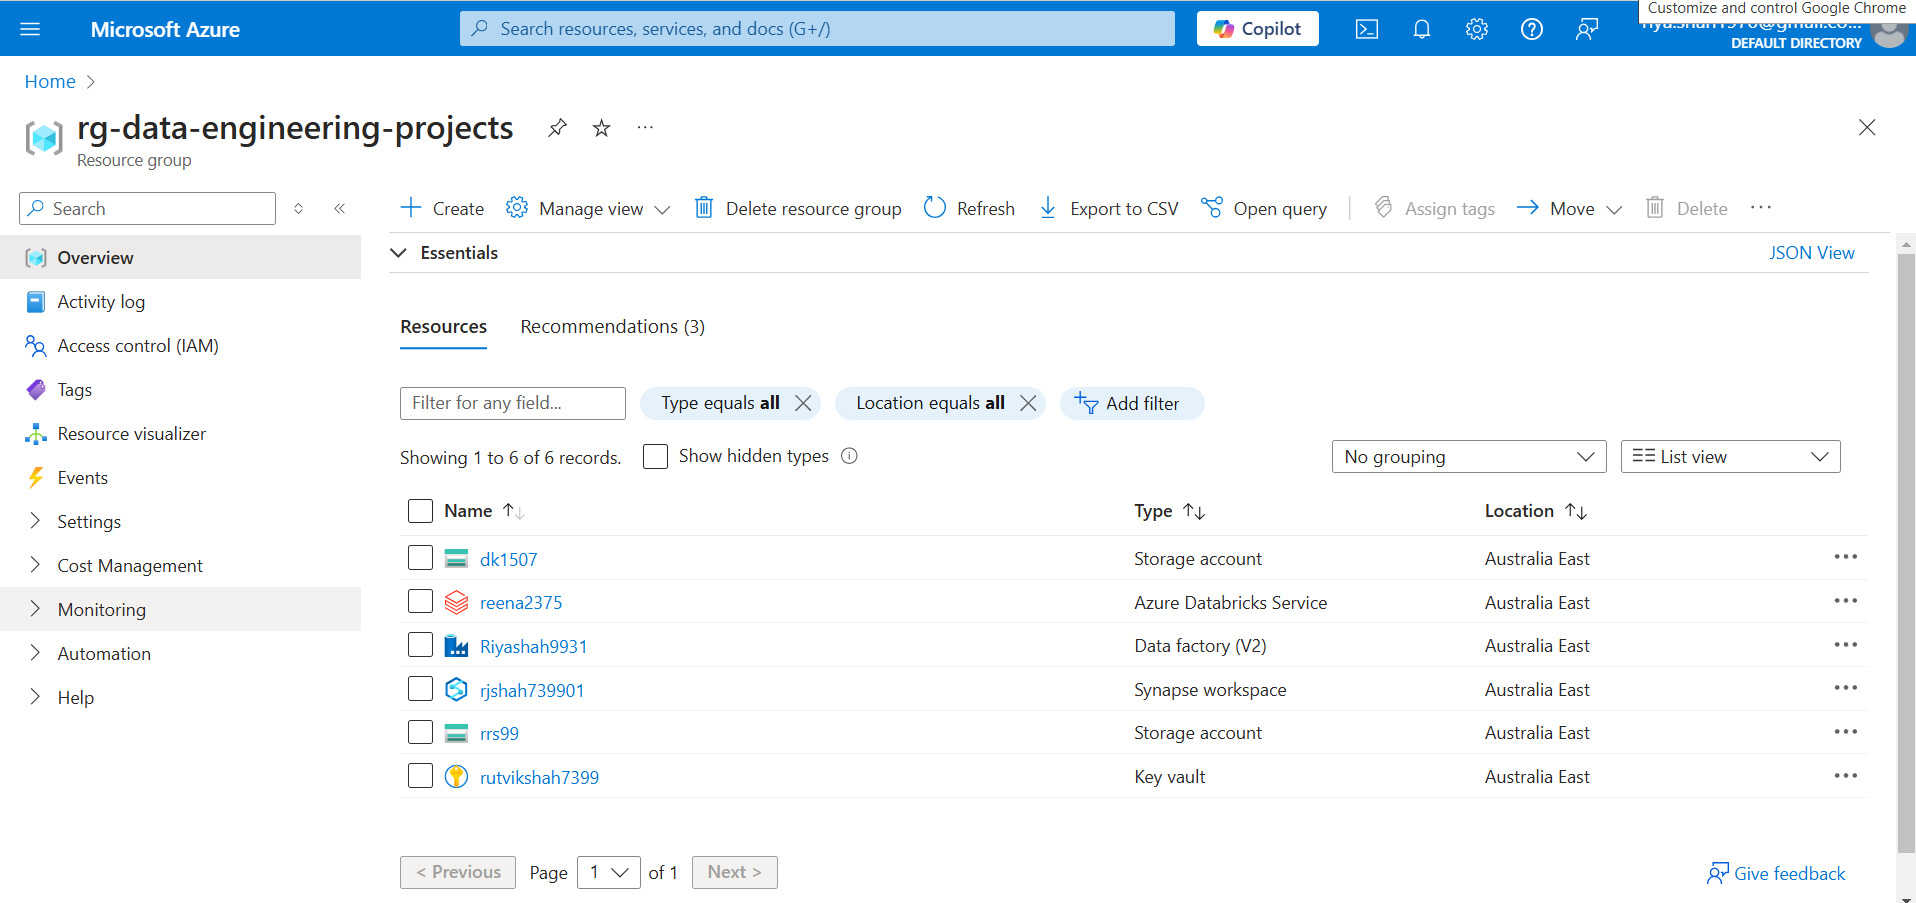 Customize and control Google Chrome
Microsoft Azure
Search resources, services, and docs (G+/)
Copilot
DEFAULT DIRECTORY
Home
rg-data-engineering-projects
Resource group
Search
Create
Manage view
Delete resource group
Refresh
Export to CSV
Open query
Assign tags
Move
Delete
Overview
Activity log
Access control (IAM)
Tags
Resource visualizer
Events
Settings
Cost Management
Monitoring
Automation
Help
Essentials
JSON View
Resources
Recommendations (3)
Filter for any field...
Type equals all
Location equals all
Add filter
Showing 1 to 6 of 6 records.
Show hidden types
No grouping
List view
Name
Type
Location
dk1507
Storage account
Australia East
reena2375
Azure Databricks Service
Australia East
Riyashah9931
Data factory (V2)
Australia East
rjshah739901
Synapse workspace
Australia East
rrs99
Storage account
Australia East
rutvikshah7399
Key vault
Australia East
< Previous
Page
1
of 1
Next >
Give feedback